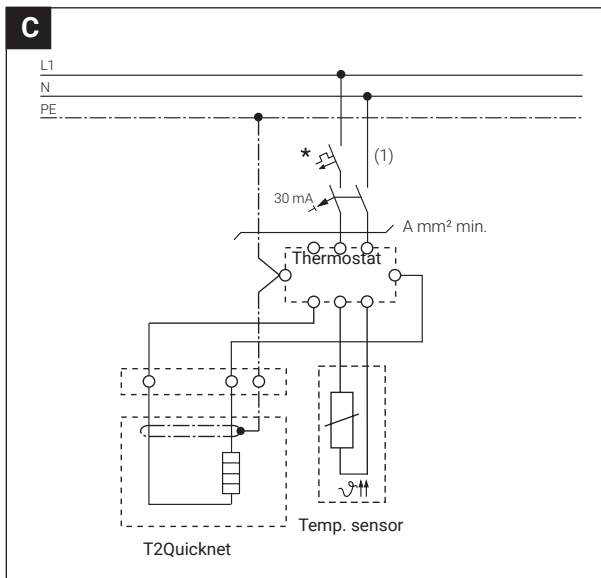 C
L1
N
PE
*
(1)
30 mA
A mm² min.
Thermostat
ϑ
Temp. sensor
T2Quicknet